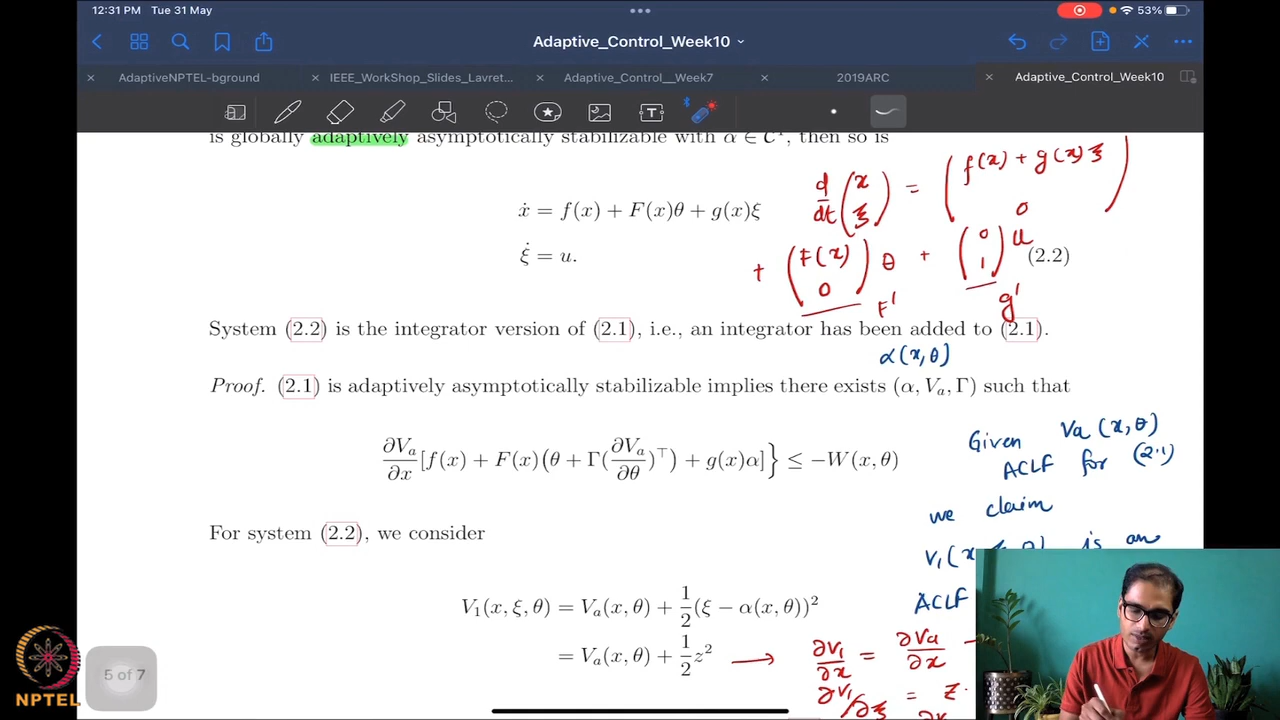 12:31 PM Tue 31 May
53%
Adaptive_Control_Week10
AdaptiveNPTEL-bground
IEEE_WorkShop_Slides_Lavret...
Adaptive_Control__Week7
2019ARC
Adaptive_Control_Week10
is globally adaptively asymptotically stabilizable with α ∈ C¹, then so is
ẋ = f(x) + F(x)θ + g(x)ξ
ξ̇ = u. (2.2)
d/dt (x ξ) = (f(x) + g(x)ξ 0)
+ (F(x) 0) θ + (0 1) u
F' g'
System (2.2) is the integrator version of (2.1), i.e., an integrator has been added to (2.1).
α(x,θ)
Proof. (2.1) is adaptively asymptotically stabilizable implies there exists (α, Vₐ, Γ) such that
∂Vₐ/∂x [f(x) + F(x)(θ + Γ(∂Vₐ/∂θ)⊤) + g(x)α]} ≤ −W(x, θ)
Given Va(x,θ)
ACLF for (2.1)
we claim
is an
ACLF
For system (2.2), we consider
V₁(x, ξ, θ) = Vₐ(x, θ) + 1/2 (ξ − α(x, θ))²
= Vₐ(x, θ) + 1/2 z²
→ ∂V₁/∂x = ∂Va/∂x −
∂V₁/∂ξ = z.
5 of 7
NPTEL